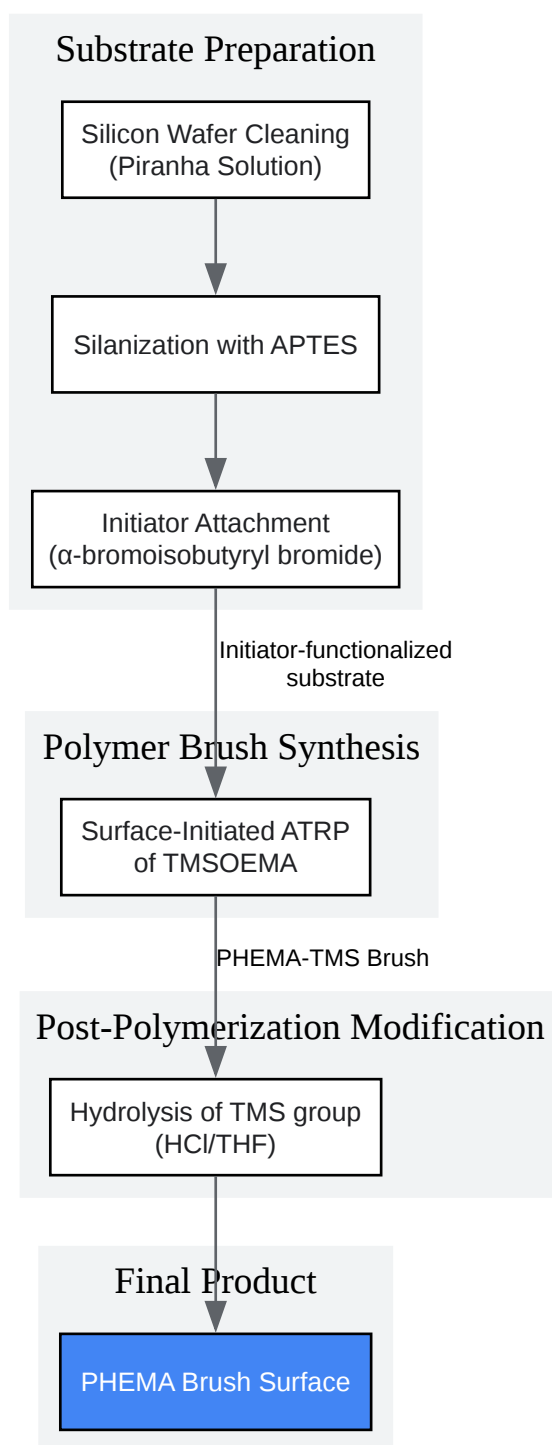 Substrate Preparation
Silicon Wafer Cleaning
(Piranha Solution)
Silanization with APTES
Initiator Attachment
(α-bromoisobutyryl bromide)
Initiator-functionalized
substrate
Polymer Brush Synthesis
Surface-Initiated ATRP
of TMSOEMA
PHEMA-TMS Brush
Post-Polymerization Modification
Hydrolysis of TMS group
(HCl/THF)
Final Product
PHEMA Brush Surface